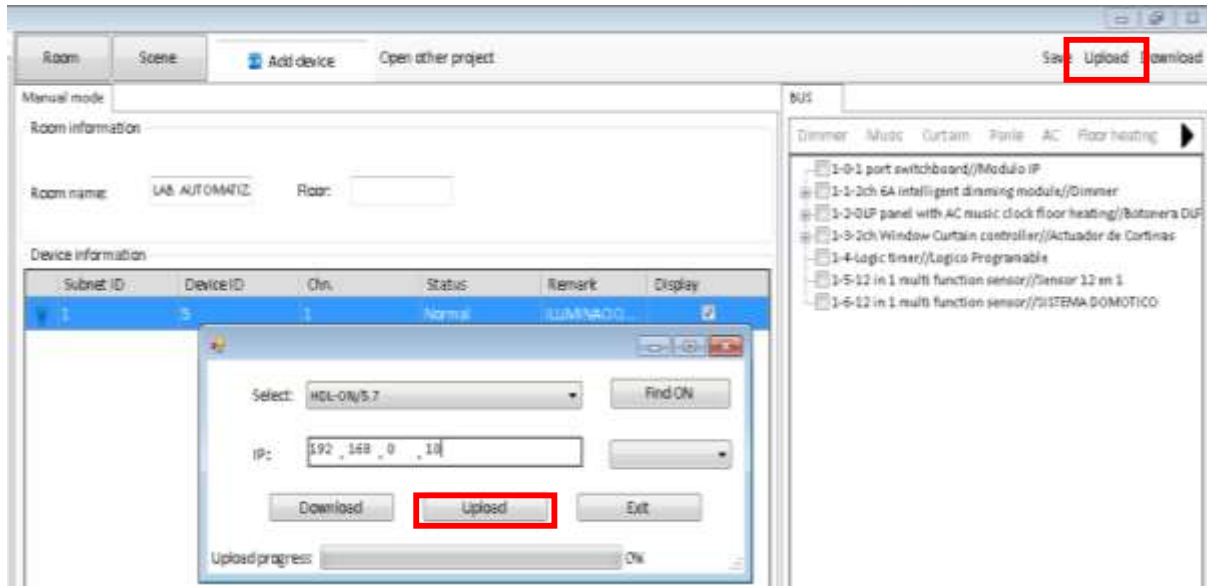 Room Scene Add device Open other project Save Upload Download
Manual mode
Room information
Room name: LAB. AUTOMATIZ. Floor:
Device information
Subnet ID Device ID Chn. Status Remark Display
1 5 1 Normal ILUMINACIO...
Select: HDL-ON/5.7 Find ON
IP: 192 . 168 . 0 . 10
Download Upload Exit
Upload progress: 0%
BUS
Dimmer Music Curtain Panle AC Floor heating
1-0-1 port switchboard//Modulo IP
1-1-2ch 6A intelligent dimming module//Dimmer
1-2-DLP panel with AC music clock floor heating//Botonera DLP
1-3-2ch Window Curtain controller//Actuador de Cortinas
1-4-Logic timer//Logico Programable
1-5-12 in 1 multi function sensor//Sensor 12 en 1
1-6-12 in 1 multi function sensor//SISTEMA DOMOTICO